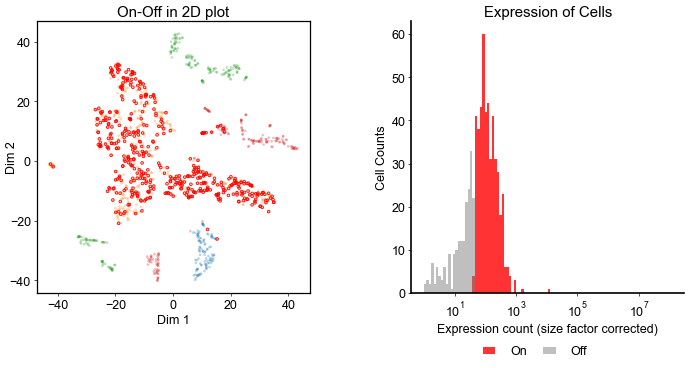 On-Off in 2D plot
Dim 2
40
20
0
−20
−40
−40 −20 0 20 40
Dim 1
Expression of Cells
Cell Counts
60
50
40
30
20
10
0
10^1 10^3 10^5 10^7
Expression count (size factor corrected)
On Off